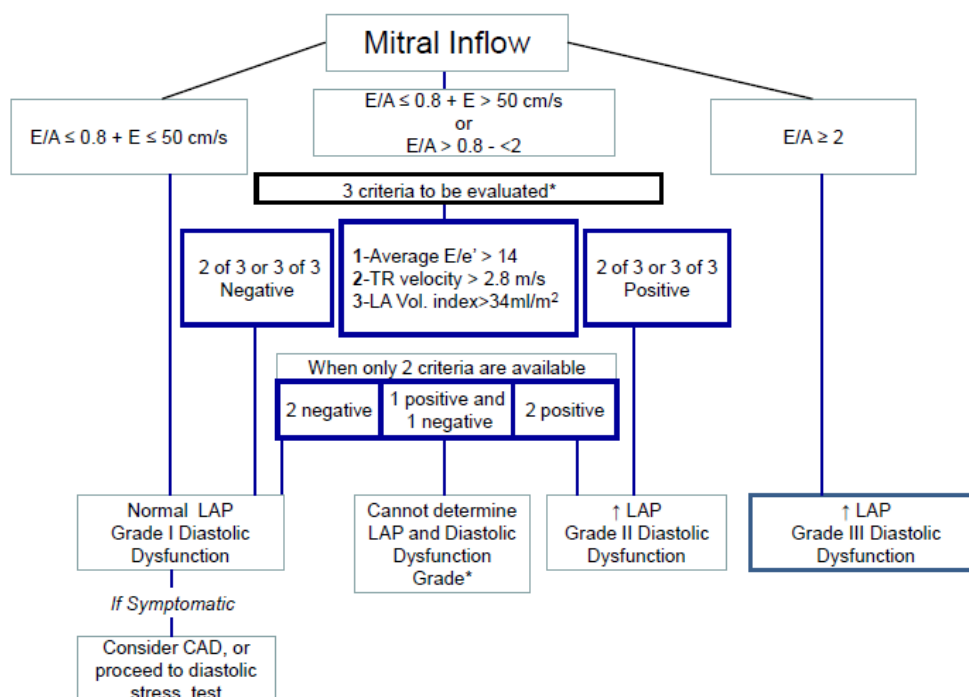 Mitral Inflow
E/A ≤ 0.8 + E ≤ 50 cm/s
E/A ≤ 0.8 + E > 50 cm/s
or
E/A > 0.8 - <2
E/A ≥ 2
3 criteria to be evaluated*
2 of 3 or 3 of 3
Negative
1-Average E/e’ > 14
2-TR velocity > 2.8 m/s
3-LA Vol. index>34ml/m²
2 of 3 or 3 of 3
Positive
When only 2 criteria are available
2 negative
1 positive and
1 negative
2 positive
Normal LAP
Grade I Diastolic
Dysfunction
Cannot determine
LAP and Diastolic
Dysfunction
Grade*
↑ LAP
Grade II Diastolic
Dysfunction
↑ LAP
Grade III Diastolic
Dysfunction
If Symptomatic
Consider CAD, or
proceed to diastolic
stress test